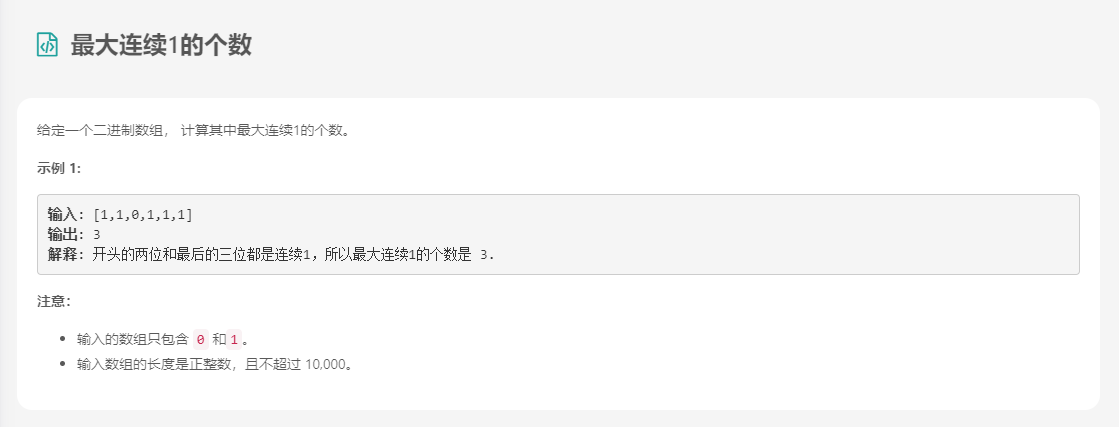 最大连续1的个数
给定一个二进制数组， 计算其中最大连续1的个数。
示例 1:
输入: [1,1,0,1,1,1]
输出: 3
解释: 开头的两位和最后的三位都是连续1，所以最大连续1的个数是 3.
注意：
输入的数组只包含 0 和1。
输入数组的长度是正整数，且不超过 10,000。